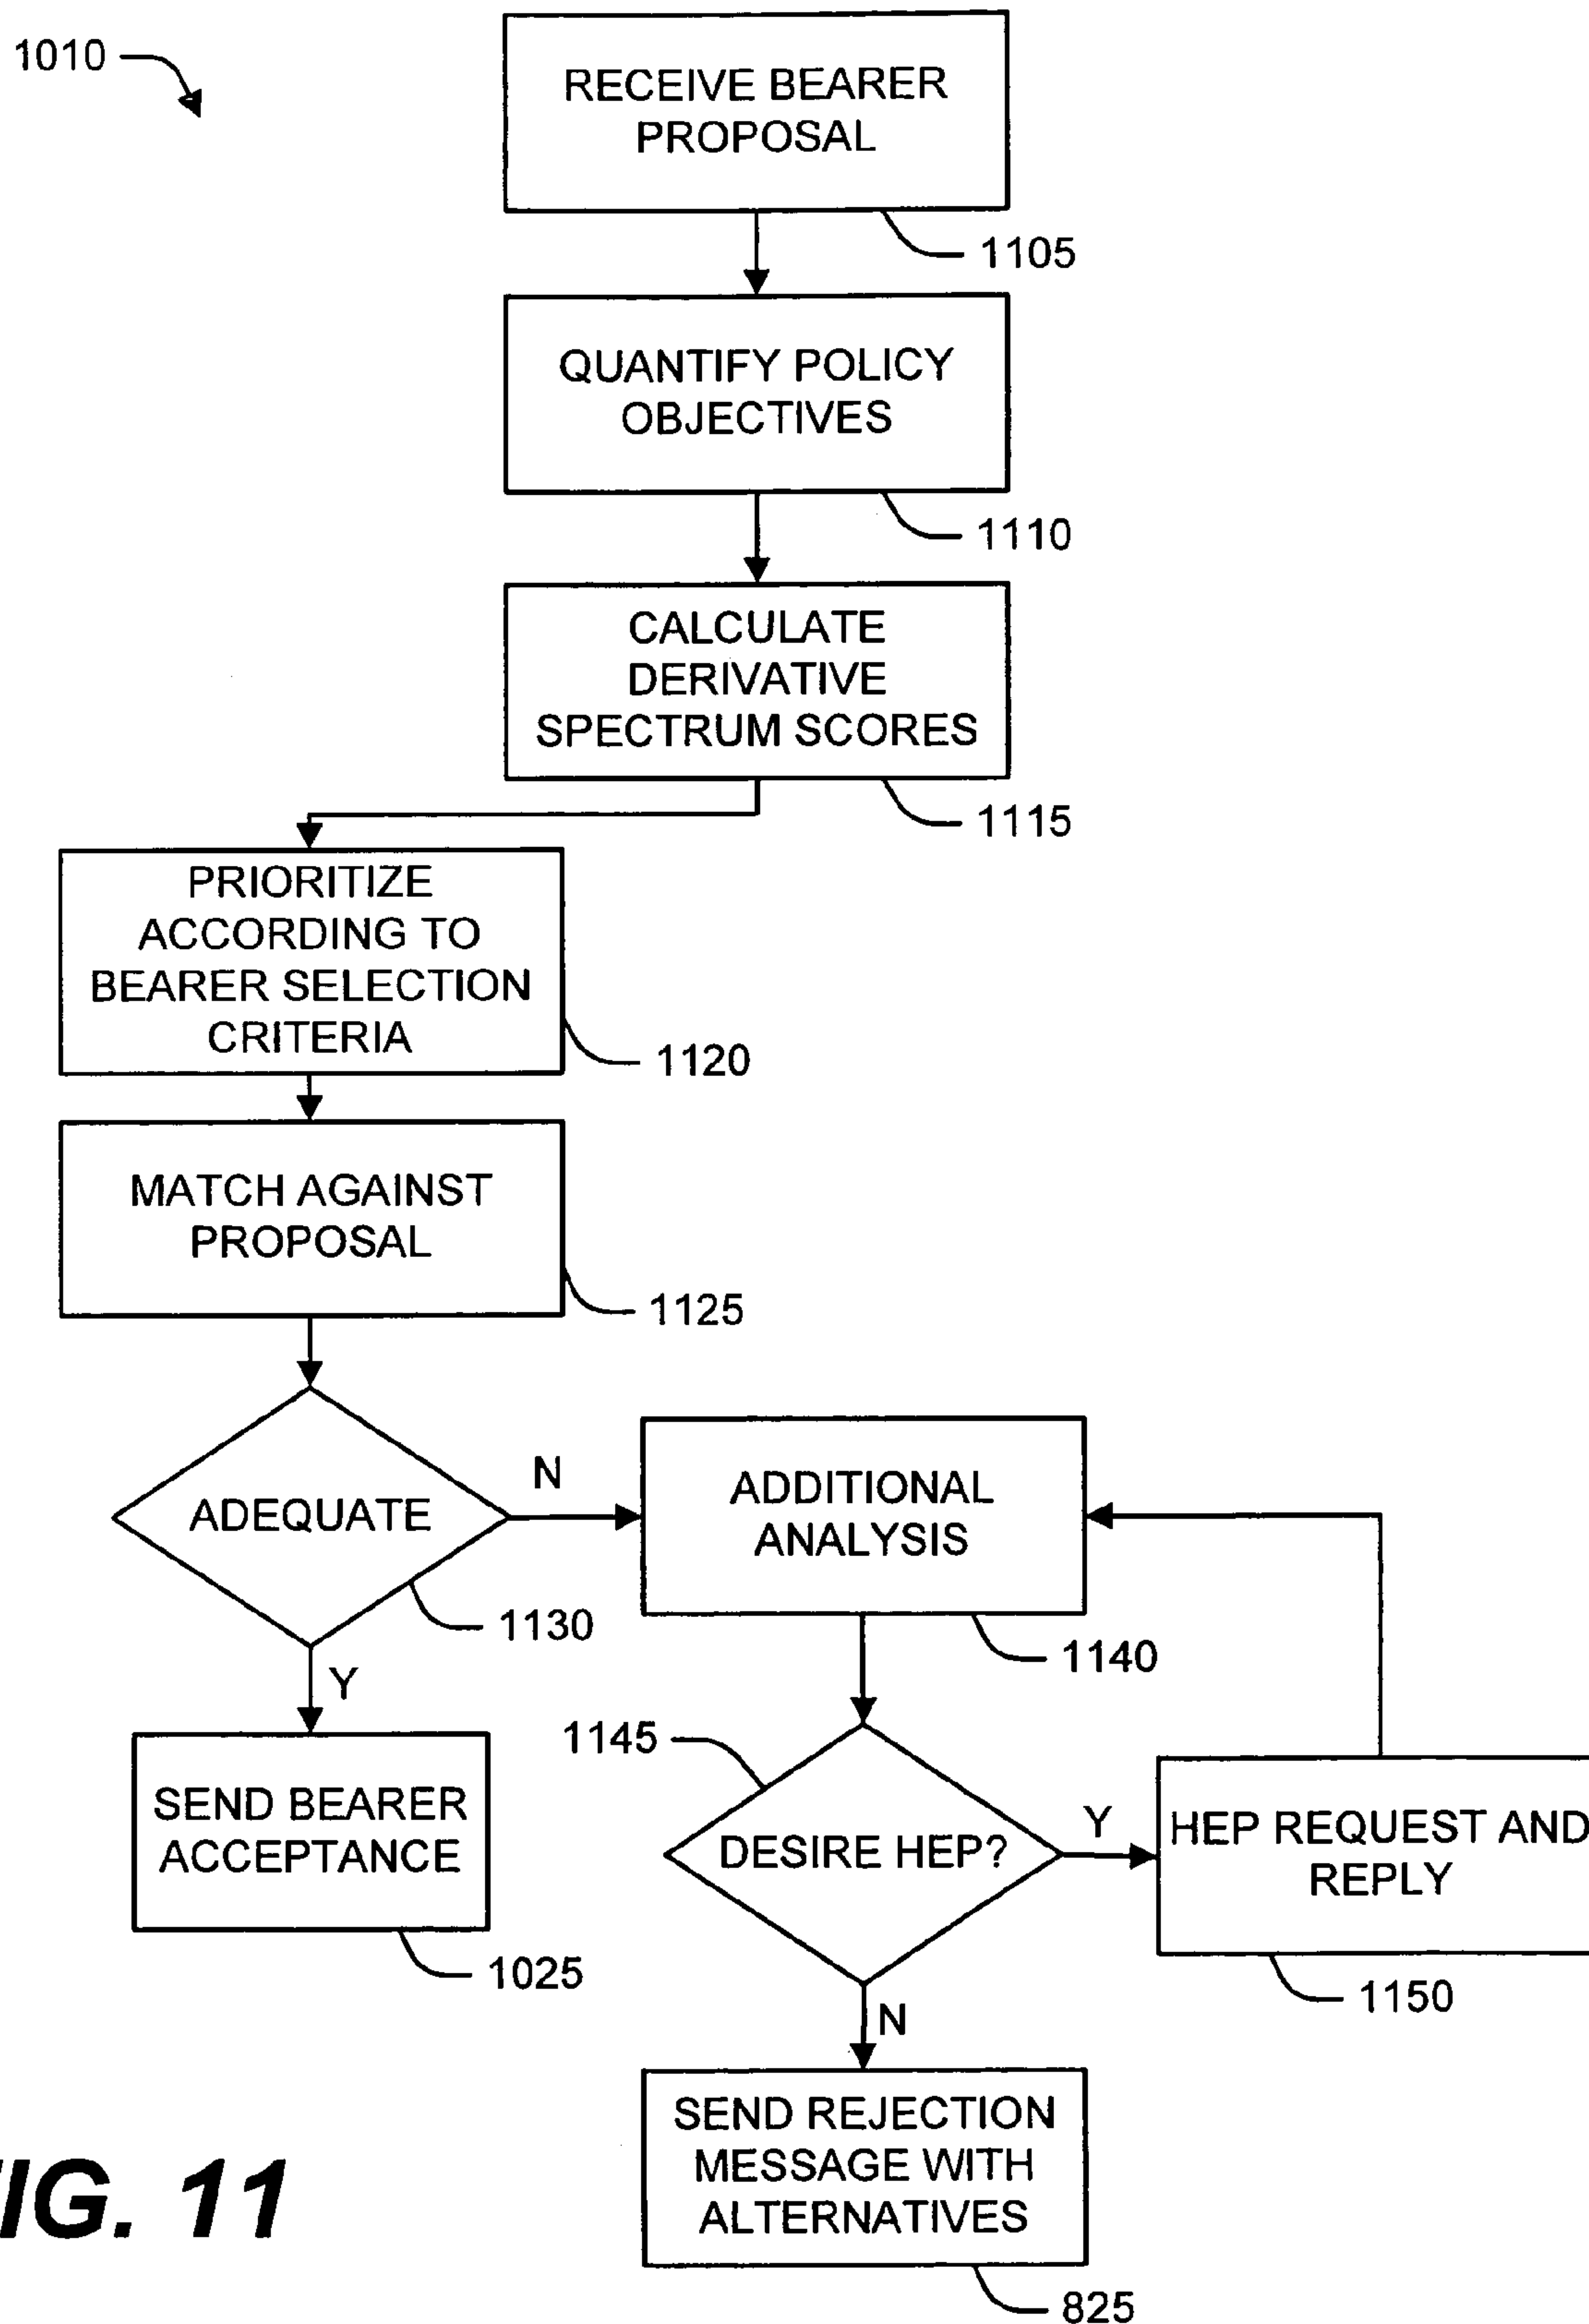 1010
RECEIVE BEARER
PROPOSAL
1105
QUANTIFY POLICY
OBJECTIVES
1110
CALCULATE
DERIVATIVE
SPECTRUM SCORES
1115
PRIORITIZE
ACCORDING TO
BEARER SELECTION
CRITERIA
1120
MATCH AGAINST
PROPOSAL
1125
ADEQUATE
1130
N
Y
ADDITIONAL
ANALYSIS
1140
SEND BEARER
ACCEPTANCE
1025
1145
DESIRE HEP?
Y
HEP REQUEST AND
REPLY
1150
N
SEND REJECTION
MESSAGE WITH
ALTERNATIVES
825
IG. 11